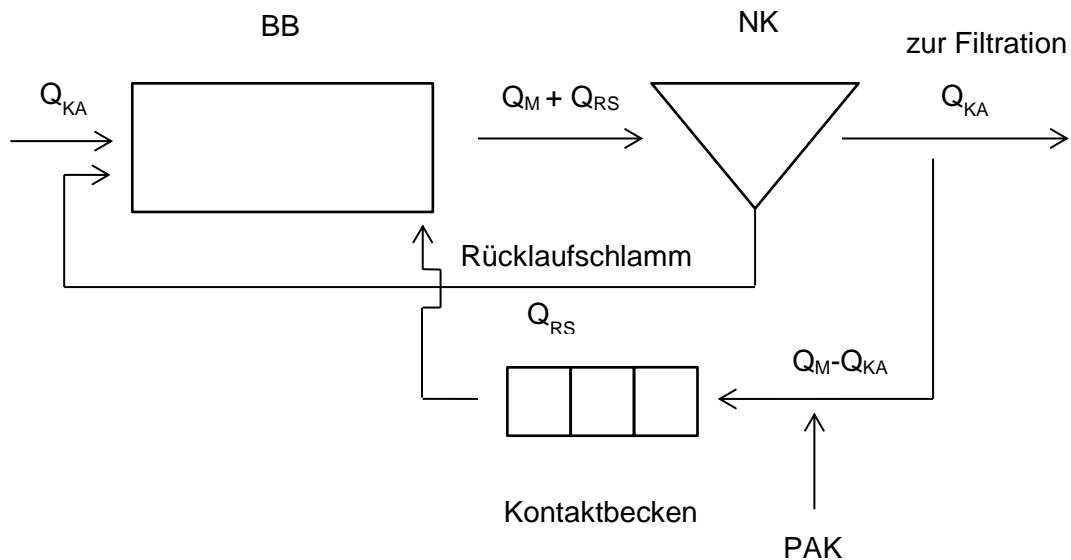 BB
NK
zur Filtration
Q_KA
Q_M + Q_RS
Q_KA
Rücklaufschlamm
Q_RS
Q_M-Q_KA
Kontaktbecken
PAK